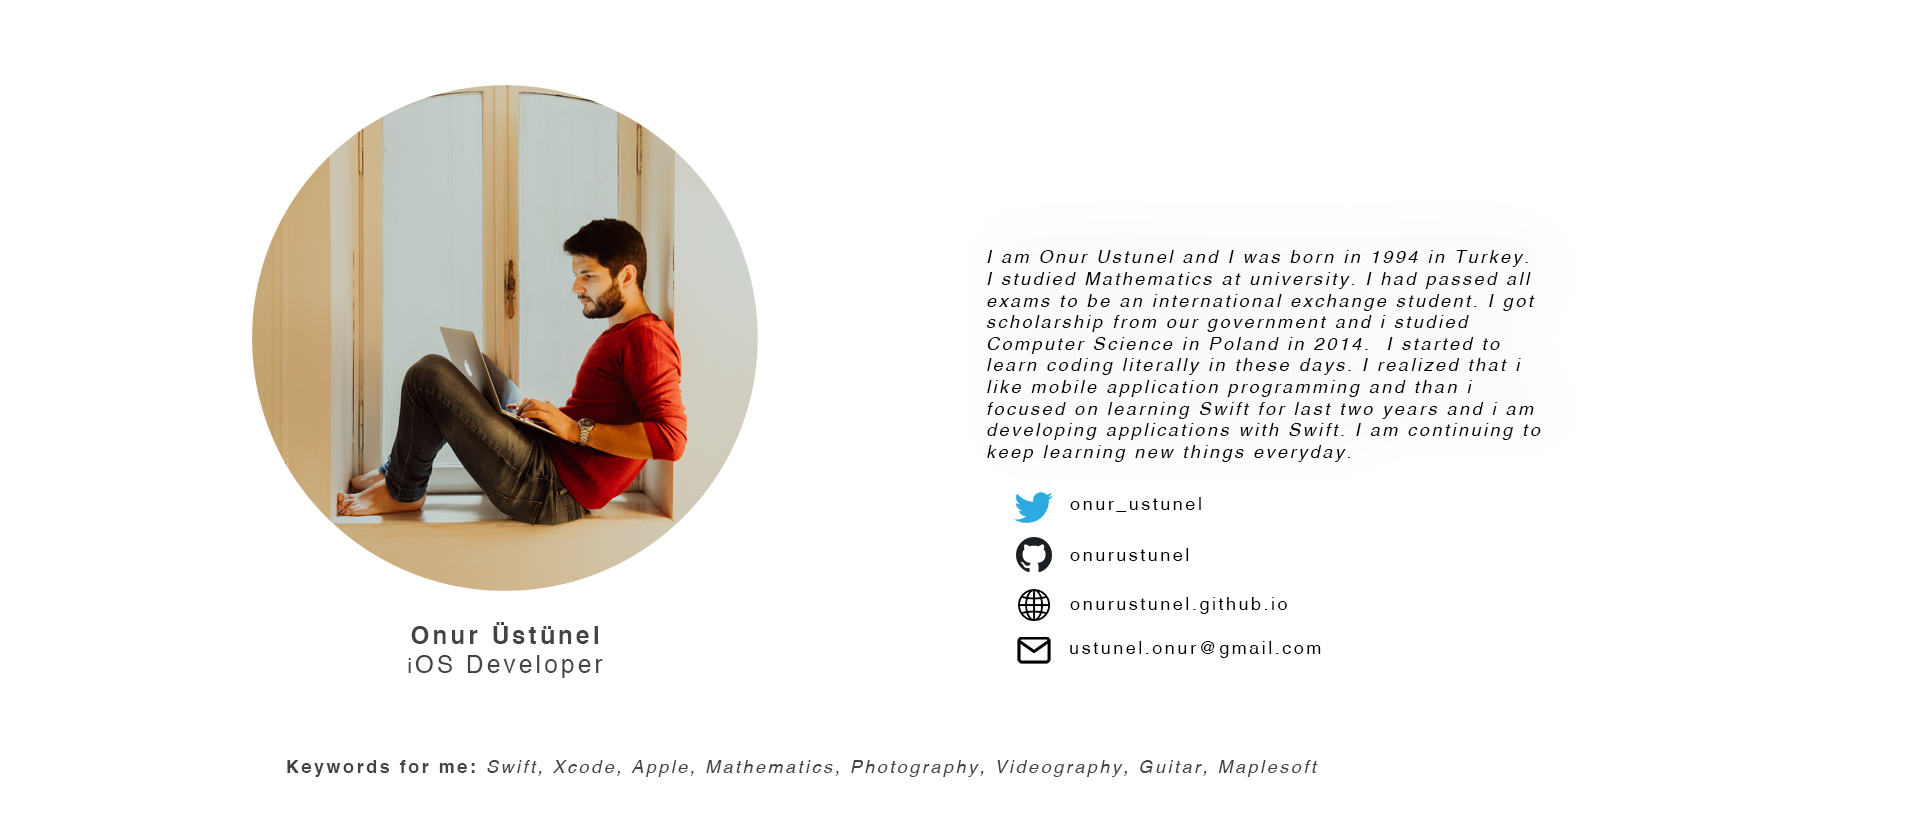 I am Onur Ustunel and I was born in 1994 in Turkey.
I studied Mathematics at university. I had passed all
exams to be an international exchange student. I got
scholarship from our government and i studied
Computer Science in Poland in 2014.  I started to
learn coding literally in these days. I realized that i
like mobile application programming and than i
focused on learning Swift for last two years and i am
developing applications with Swift. I am continuing to
keep learning new things everyday.
onur_ustunel
onurustunel
onurustunel.github.io
ustunel.onur@gmail.com
Onur Üstünel
iOS Developer
Keywords for me: Swift, Xcode, Apple, Mathematics, Photography, Videography, Guitar, Maplesoft